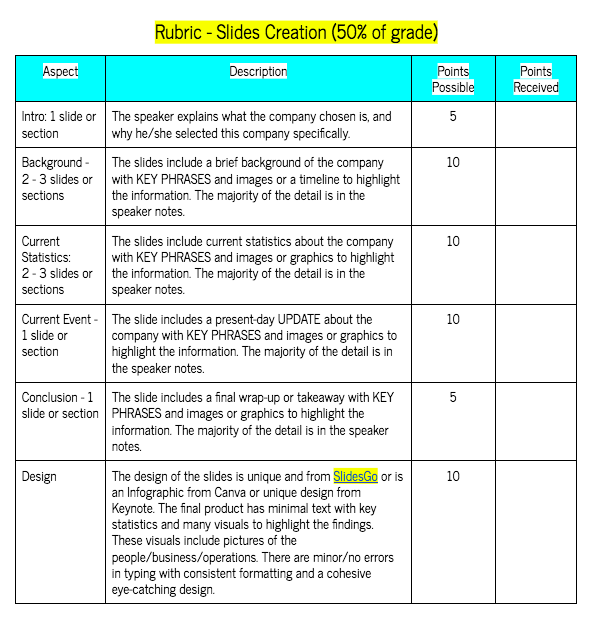 Rubric - Slides Creation (50% of grade)
Aspect
Description
Points
Possible
Points
Received
Intro: 1 slide or
section
The speaker explains what the company chosen is, and
why he/she selected this company specifically.
5
Background -
2 - 3 slides or
sections
The slides include a brief background of the company
with KEY PHRASES and images or a timeline to highlight
the information. The majority of the detail is in the
speaker notes.
10
Current
Statistics:
2 - 3 slides or
sections
The slides include current statistics about the company
with KEY PHRASES and images or graphics to highlight
the information. The majority of the detail is in the
speaker notes.
10
Current Event -
1 slide or
section
The slide includes a present-day UPDATE about the
company with KEY PHRASES and images or graphics to
highlight the information. The majority of the detail is in
the speaker notes.
10
Conclusion - 1
slide or section
The slide includes a final wrap-up or takeaway with KEY
PHRASES and images or graphics to highlight the
information. The majority of the detail is in the speaker
notes.
5
Design
The design of the slides is unique and from SlidesGo or is
an Infographic from Canva or unique design from
Keynote. The final product has minimal text with key
statistics and many visuals to highlight the findings.
These visuals include pictures of the
people/business/operations. There are minor/no errors
in typing with consistent formatting and a cohesive
eye-catching design.
10